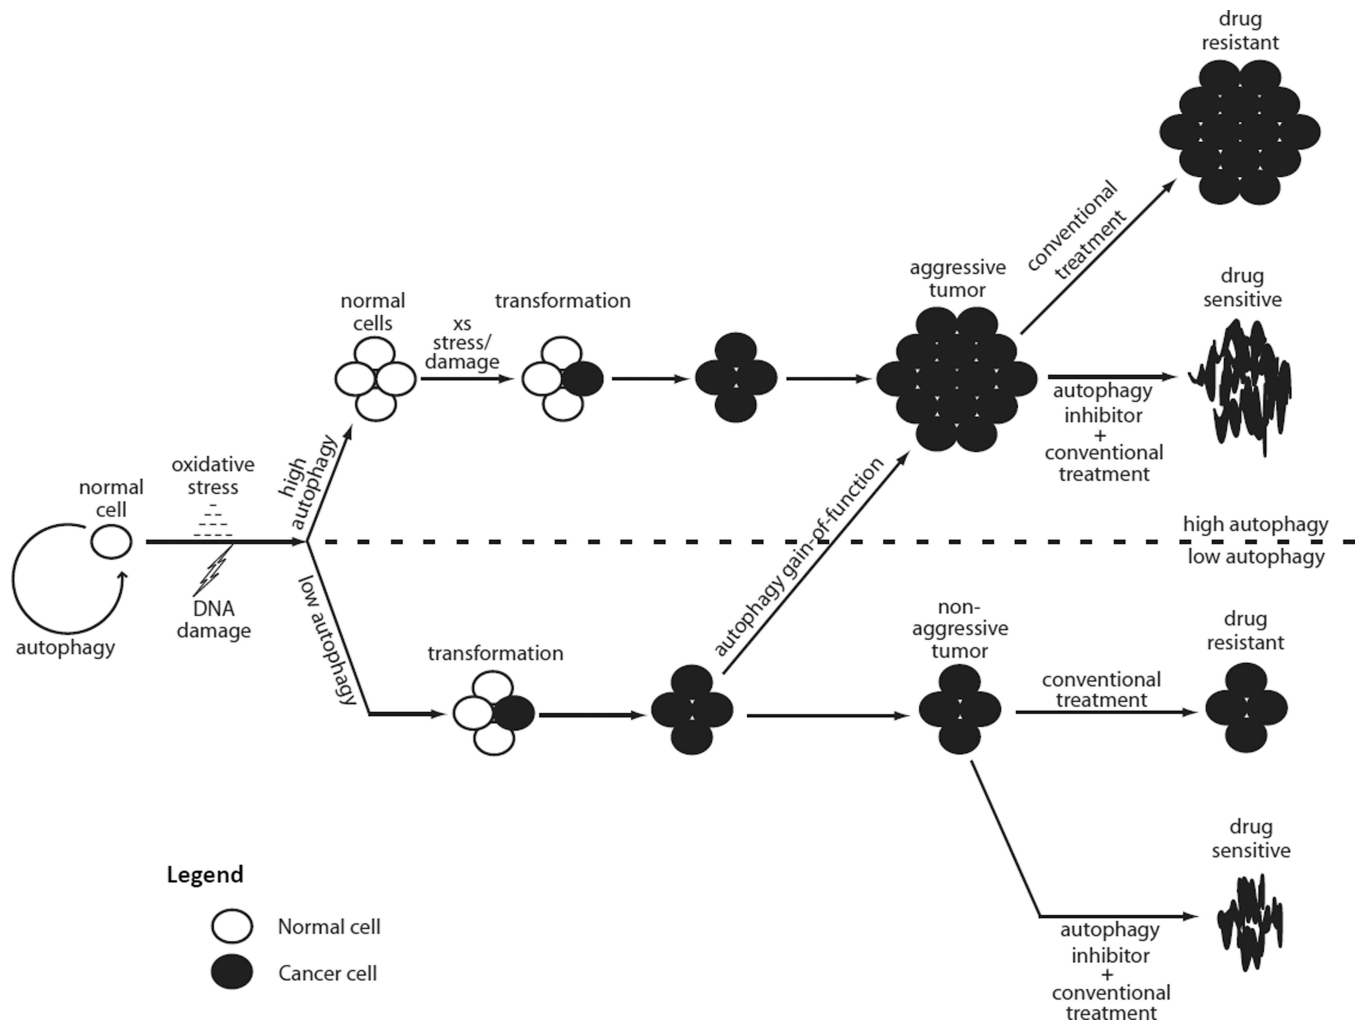 drug
resistant
conventional
treatment
aggressive
tumor
drug
sensitive
normal
cells
xs
stress/
damage
transformation
autophagy
inhibitor
+
conventional
treatment
high
autophagy
oxidative
stress
normal
cell
autophagy
DNA
damage
high autophagy
low autophagy
autophagy gain-of-function
low autophagy
transformation
non-
aggressive
tumor
conventional
treatment
drug
resistant
drug
sensitive
autophagy
inhibitor
+
conventional
treatment
Legend
Normal cell
Cancer cell